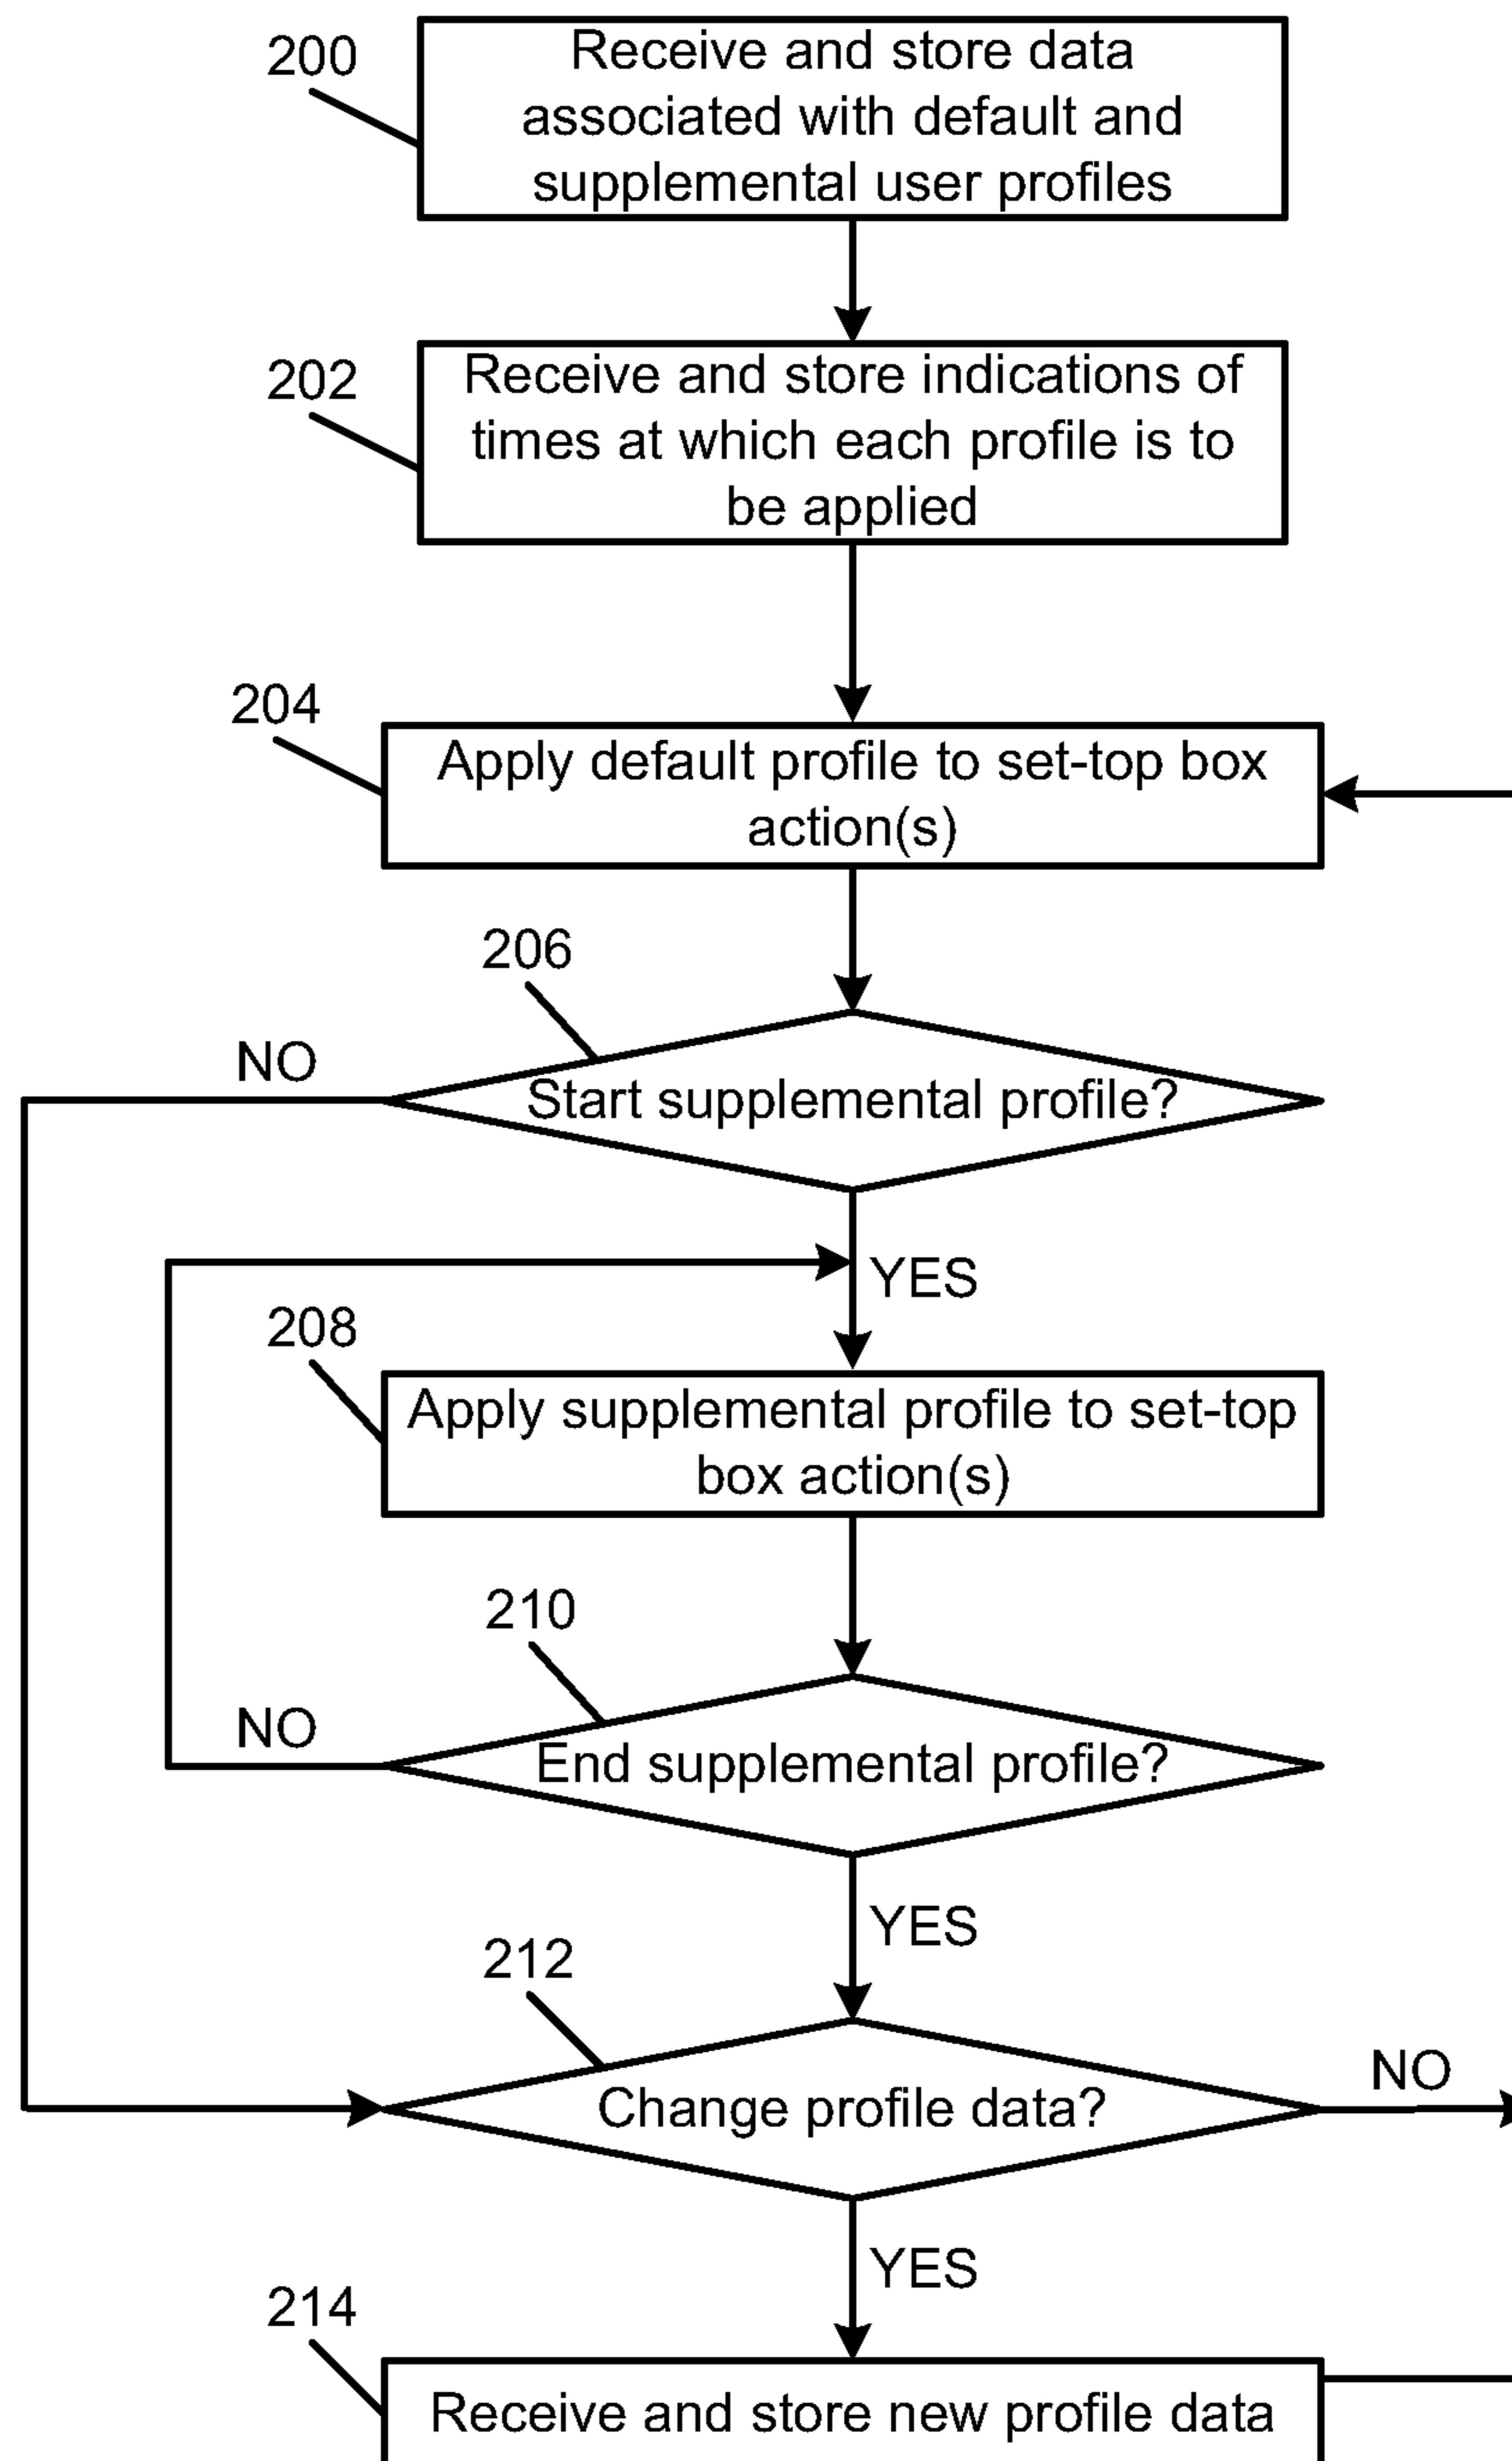 200
Receive and store data
associated with default and
supplemental user profiles
202
Receive and store indications of
times at which each profile is to
be applied
204
Apply default profile to set-top box
action(s)
206
NO
Start supplemental profile?
YES
208
Apply supplemental profile to set-top
box action(s)
210
NO
End supplemental profile?
YES
212
NO
Change profile data?
YES
214
Receive and store new profile data